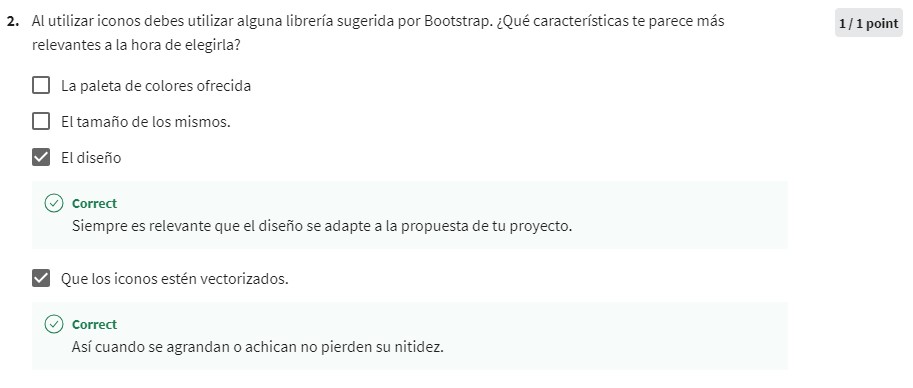 2. Al utilizar iconos debes utilizar alguna librería sugerida por Bootstrap. ¿Qué características te parece más
relevantes a la hora de elegirla?
1 / 1 point
La paleta de colores ofrecida
El tamaño de los mismos.
El diseño
Correct
Siempre es relevante que el diseño se adapte a la propuesta de tu proyecto.
Que los iconos estén vectorizados.
Correct
Así cuando se agrandan o achican no pierden su nitidez.